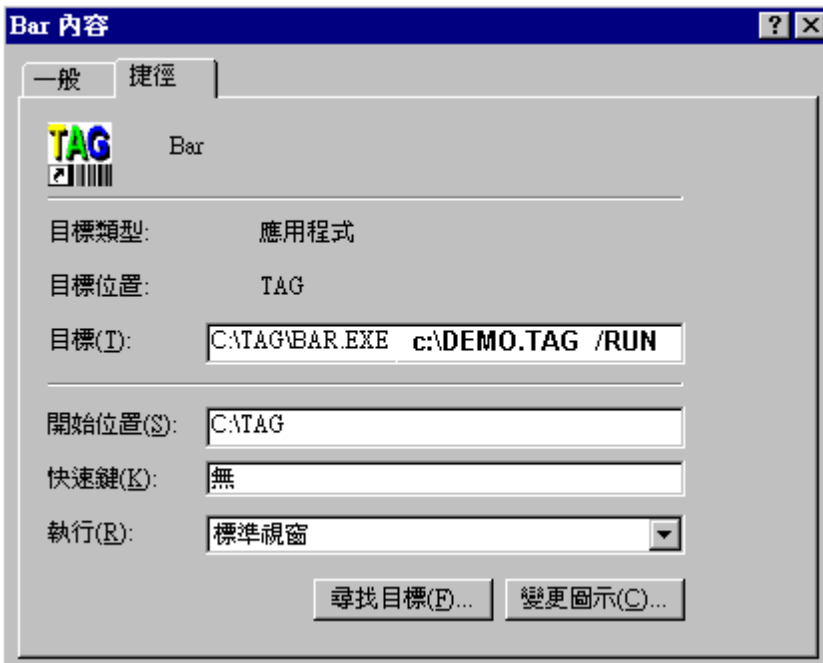 Bar 內容
一般 捷徑
TAG Bar
目標類型: 應用程式
目標位置: TAG
目標(T): C:\TAG\BAR.EXE c:\DEMO.TAG /RUN
開始位置(S): C:\TAG
快速鍵(K): 無
執行(R): 標準視窗
尋找目標(F)... 變更圖示(C)...